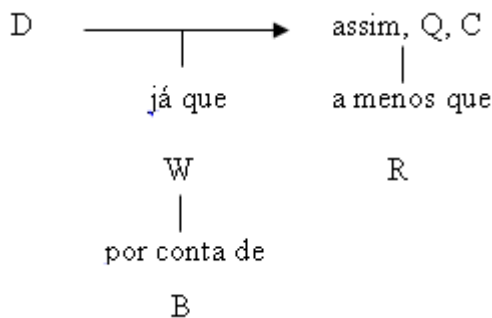 D assim, Q, C
já que a menos que
W R
por conta de
B